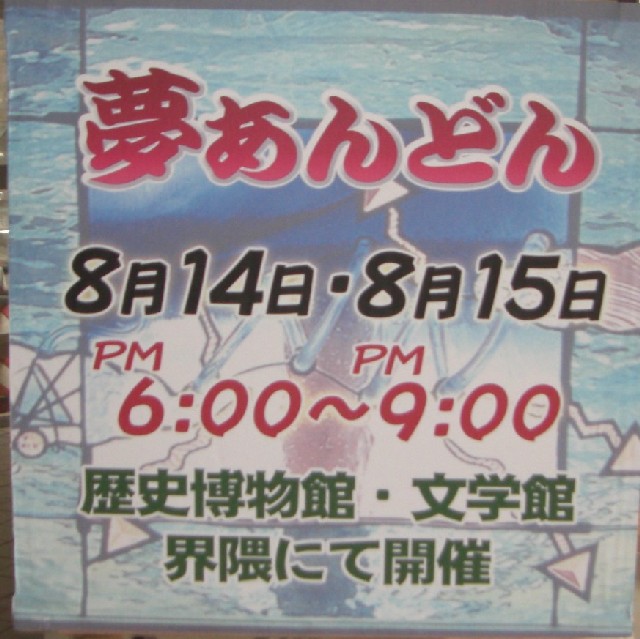 夢あんどん
8月14日・8月15日
PM PM
6:00～9:00
歴史博物館・文学館
界隈にて開催